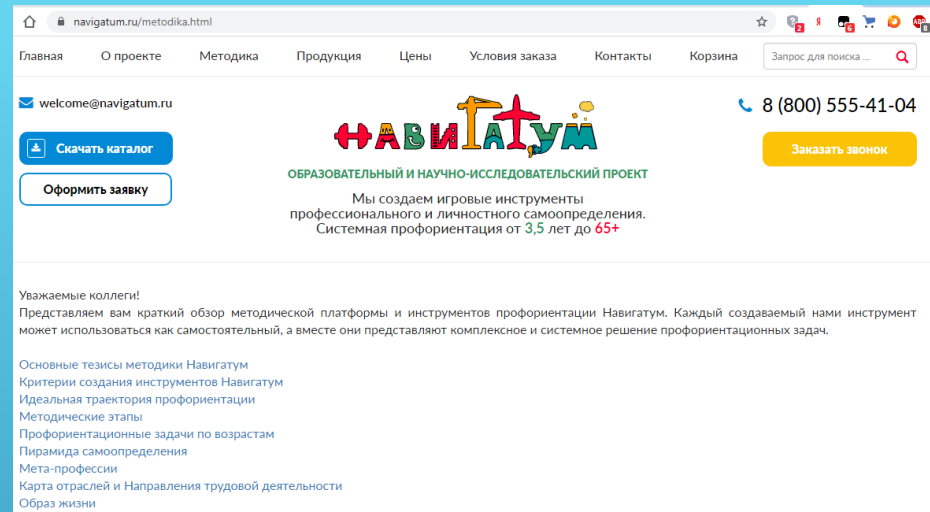 navigatum.ru/metodika.html
2
Я
6
ABP
8
Главная О проекте Методика Продукция Цены Условия заказа Контакты Корзина Запрос для поиска ...
welcome@navigatum.ru
8 (800) 555-41-04
Скачать каталог
НАВИГАТУМ
Заказать звонок
ОБРАЗОВАТЕЛЬНЫЙ И НАУЧНО-ИССЛЕДОВАТЕЛЬСКИЙ ПРОЕКТ
Оформить заявку
Мы создаем игровые инструменты
профессионального и личностного самоопределения.
Системная профориентация от 3,5 лет до 65+
Уважаемые коллеги!
Представляем вам краткий обзор методической платформы и инструментов профориентации Навигатум. Каждый создаваемый нами инструмент
может использоваться как самостоятельный, а вместе они представляют комплексное и системное решение профориентационных задач.
Основные тезисы методики Навигатум
Критерии создания инструментов Навигатум
Идеальная траектория профориентации
Методические этапы
Профориентационные задачи по возрастам
Пирамида самоопределения
Мета-профессии
Карта отраслей и Направления трудовой деятельности
Образ жизни